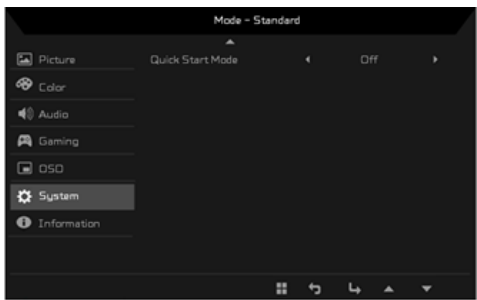 Mode - Standard
Picture
Quick Start Mode
Off
Color
Audio
Gaming
OSD
System
Information